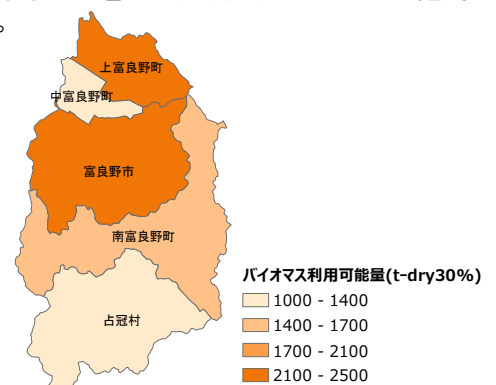 。
上富良野町
中富良野町
富良野市
南富良野町
占冠村
バイオマス利用可能量(t-dry30%)
1000 - 1400
1400 - 1700
1700 - 2100
2100 - 2500